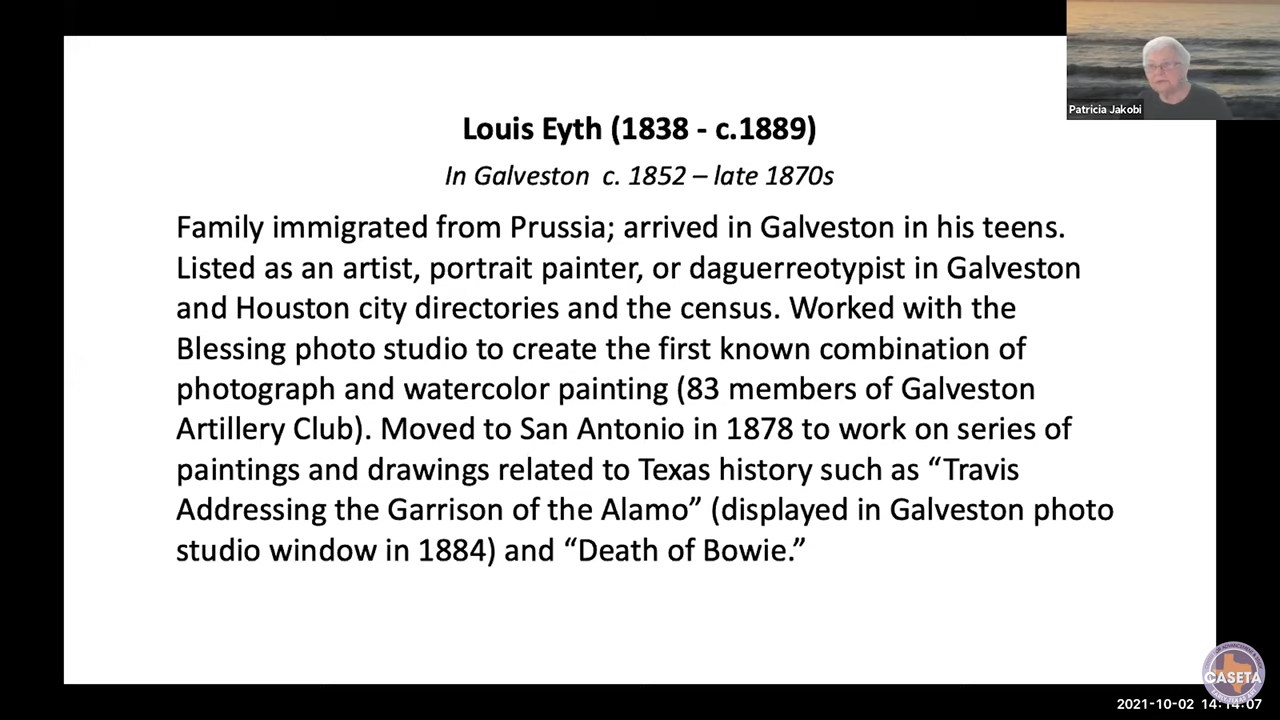 Patricia Jakobi
Louis Eyth (1838 - c.1889)
In Galveston  c. 1852 – late 1870s
Family immigrated from Prussia; arrived in Galveston in his teens.
Listed as an artist, portrait painter, or daguerreotypist in Galveston
and Houston city directories and the census. Worked with the
Blessing photo studio to create the first known combination of
photograph and watercolor painting (83 members of Galveston
Artillery Club). Moved to San Antonio in 1878 to work on series of
paintings and drawings related to Texas history such as “Travis
Addressing the Garrison of the Alamo” (displayed in Galveston photo
studio window in 1884) and “Death of Bowie.”
CASETA
2021-10-02 14:14:07